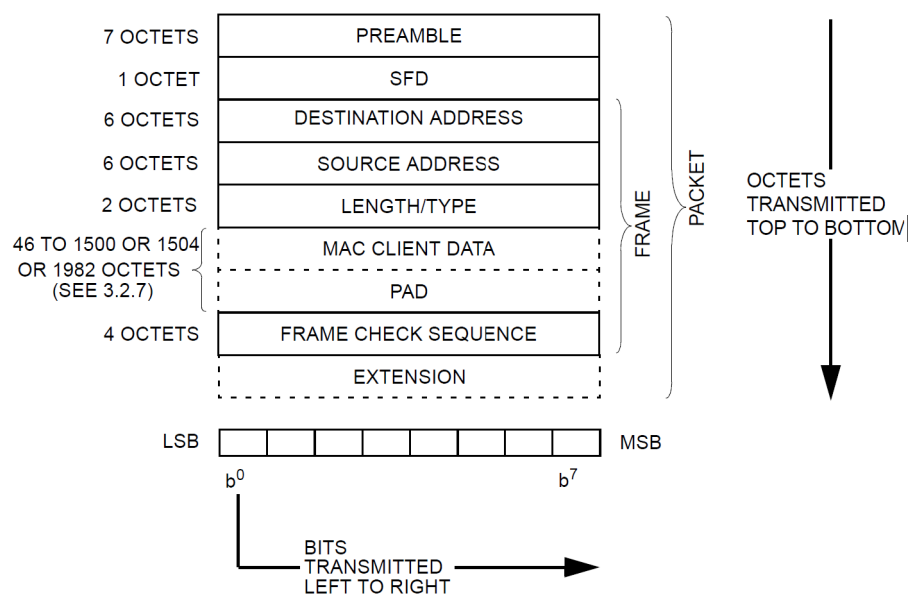 7 OCTETS PREAMBLE
1 OCTET SFD
6 OCTETS DESTINATION ADDRESS
6 OCTETS SOURCE ADDRESS
2 OCTETS LENGTH/TYPE
46 TO 1500 OR 1504
OR 1982 OCTETS
(SEE 3.2.7)
MAC CLIENT DATA
PAD
4 OCTETS FRAME CHECK SEQUENCE
EXTENSION
FRAME
PACKET
OCTETS
TRANSMITTED
TOP TO BOTTOM
LSB MSB
b0 b7
BITS
TRANSMITTED
LEFT TO RIGHT